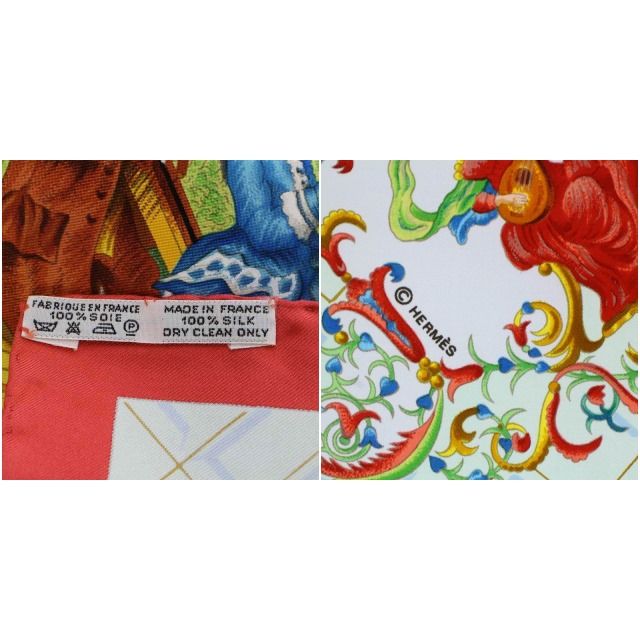 FABRIQUE EN FRANCE
100% SOIE
MADE IN FRANCE
100% SILK
DRY CLEAN ONLY
© HERMÈS